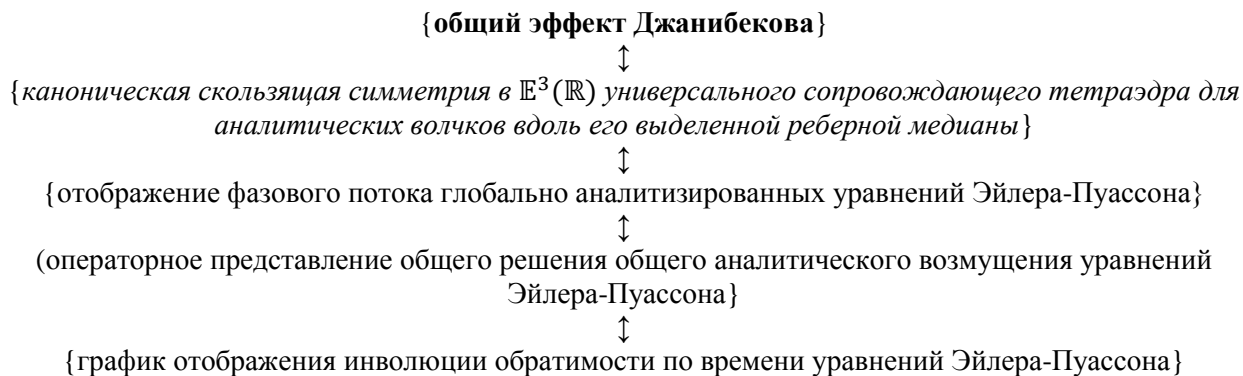 {общий эффект Джанибекова}
↕
{каноническая скользящая симметрия в 𝔼³(ℝ) универсального сопровождающего тетраэдра для
аналитических волчков вдоль его выделенной реберной медианы}
↕
{отображение фазового потока глобально аналитизированных уравнений Эйлера-Пуассона}
↕
(операторное представление общего решения общего аналитического возмущения уравнений
Эйлера-Пуассона}
↕
{график отображения инволюции обратимости по времени уравнений Эйлера-Пуассона}